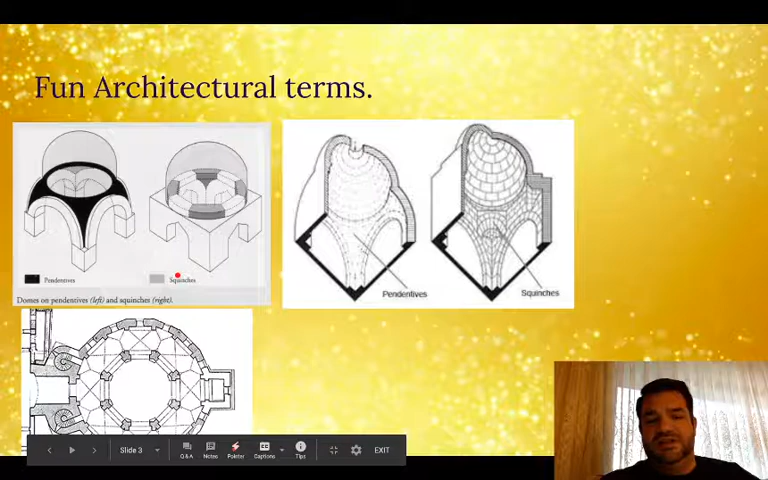 Fun Architectural terms.
Pendentives
Squinches
Domes on pendentives (left) and squinches (right).
Pendentives
Squinches
Slide 3
Q&A
Notes
Pointer
Captions
Tips
EXIT